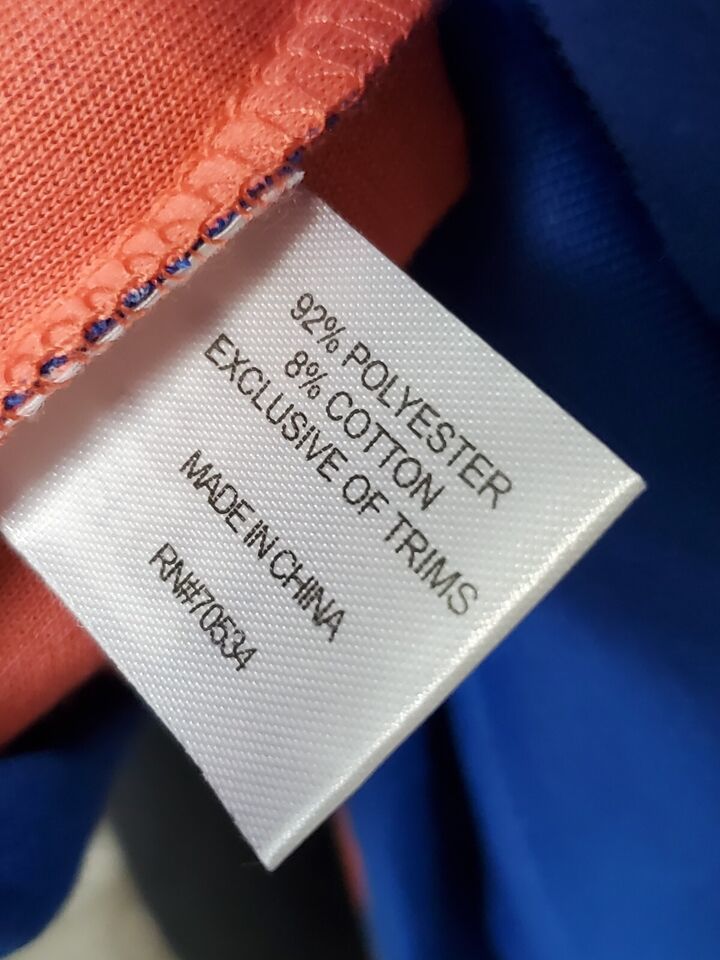 92% POLYESTER
8% COTTON
EXCLUSIVE OF TRIMS
MADE IN CHINA
RN#70534